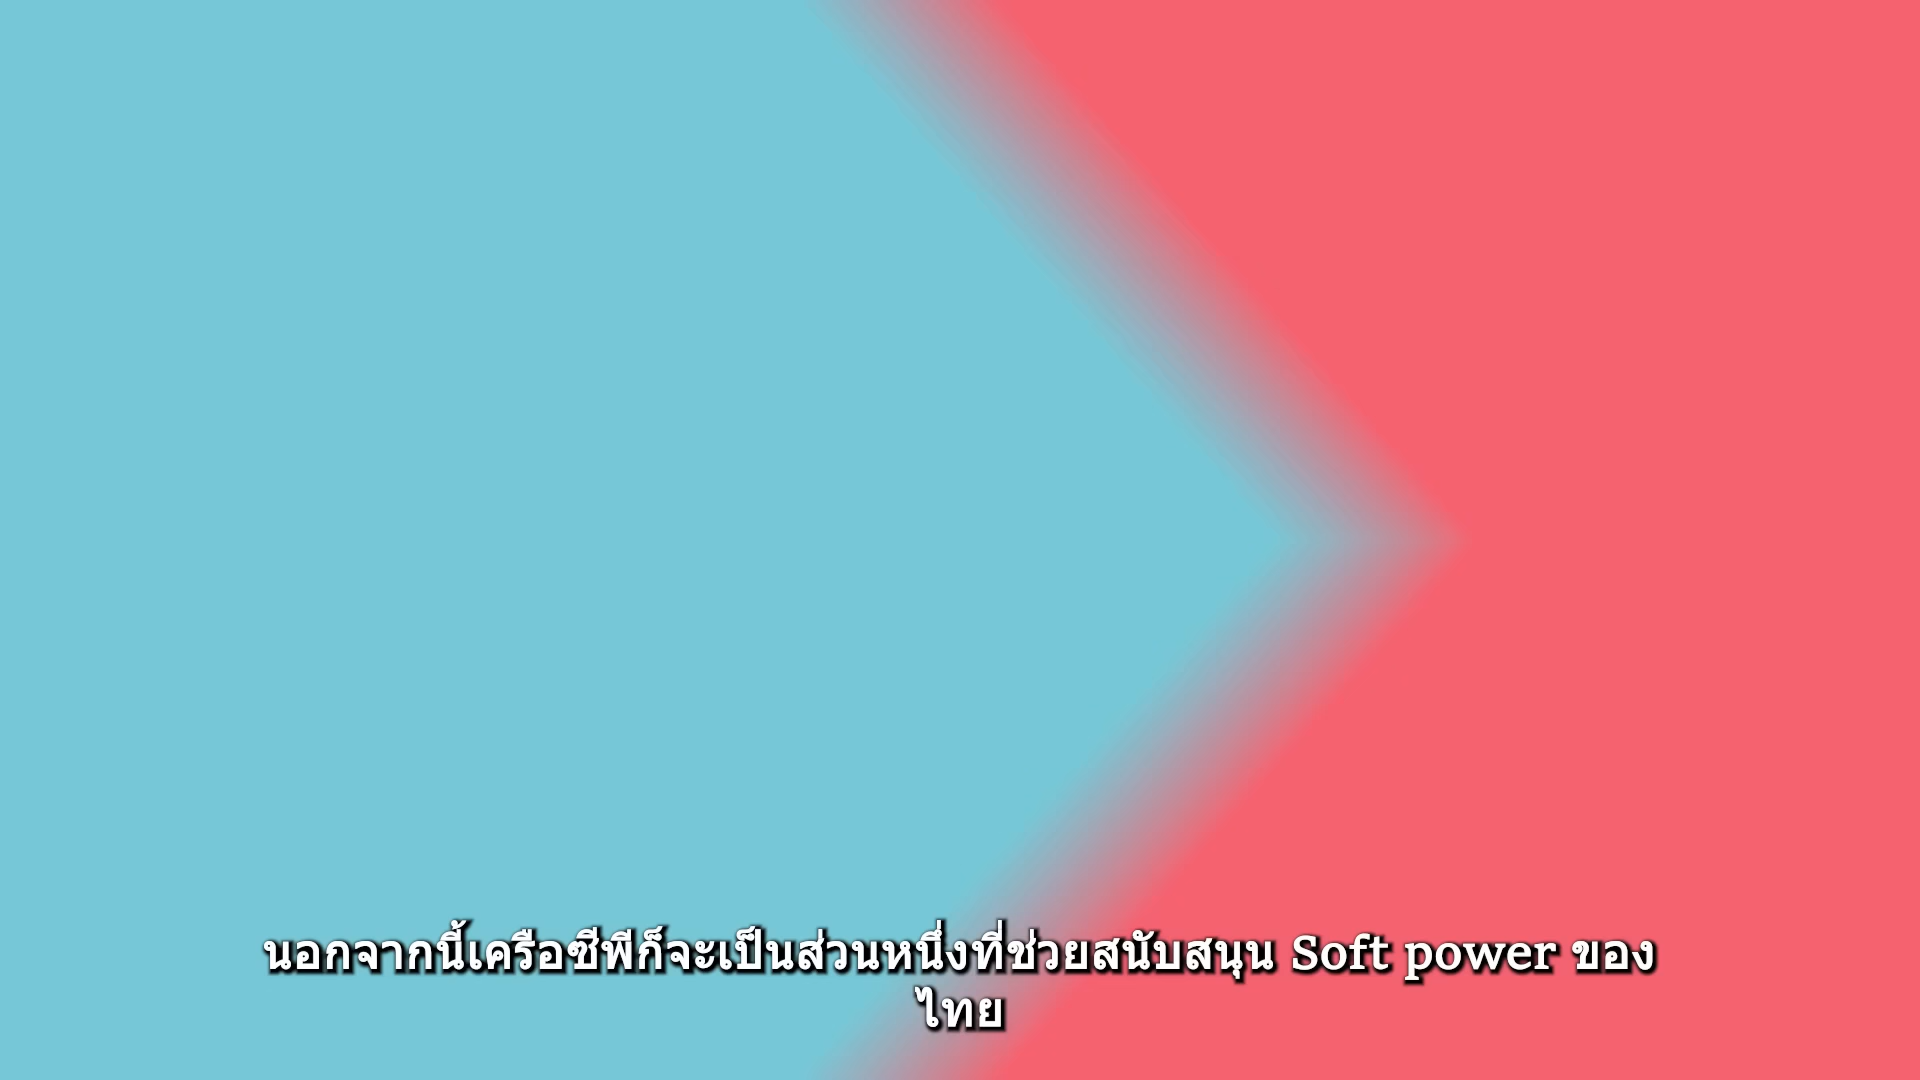 นอกจากนี้เครือซีพีก็จะเป็นส่วนหนึ่งที่ช่วยสนับสนุน Soft power ของ
ไทย